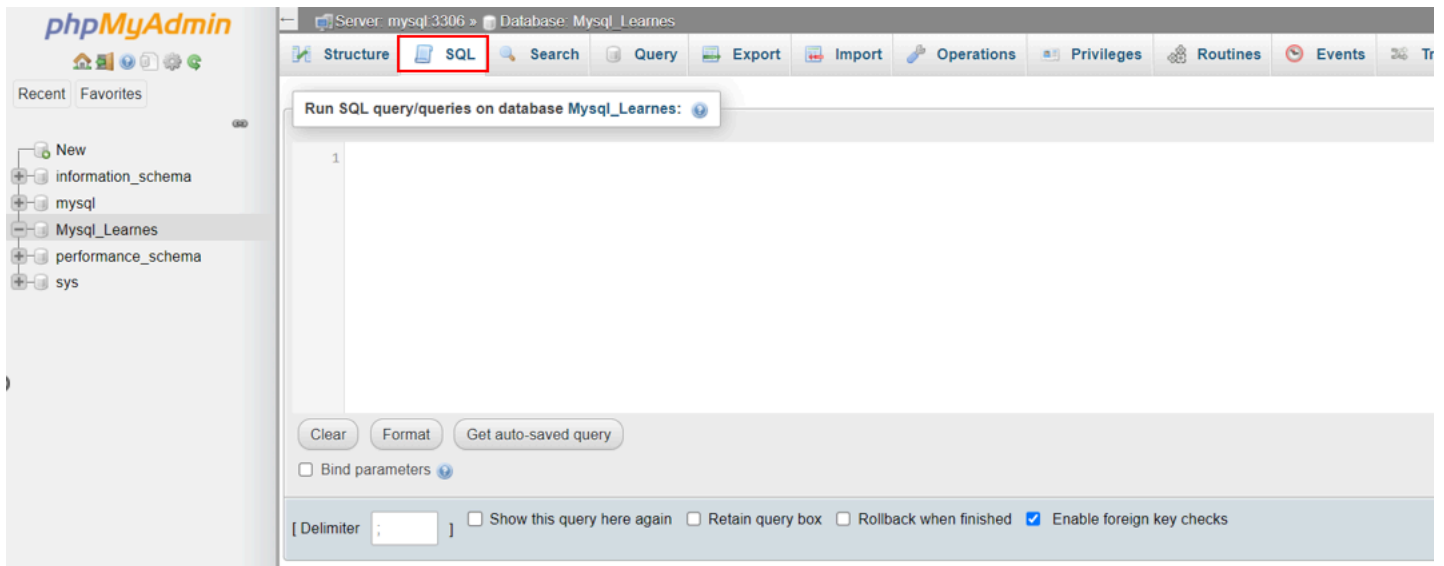 phpMyAdmin
Recent Favorites
New
information_schema
mysql
Mysql_Learnes
performance_schema
sys
Server: mysql:3306 » Database: Mysql_Learnes
Structure SQL Search Query Export Import Operations Privileges Routines Events Tr
Run SQL query/queries on database Mysql_Learnes:
1
Clear Format Get auto-saved query
Bind parameters
[ Delimiter ; ] Show this query here again Retain query box Rollback when finished Enable foreign key checks